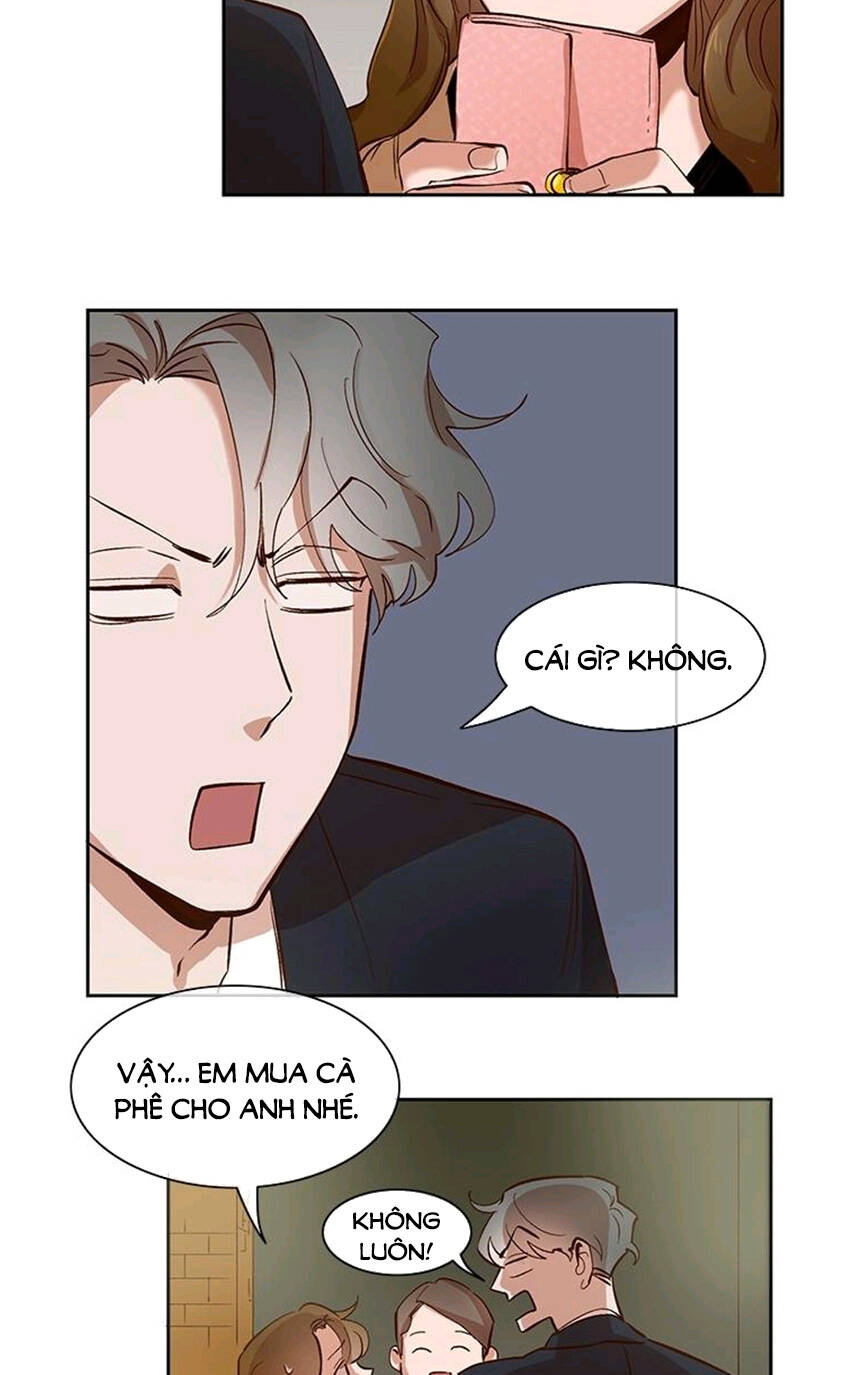 CÁI GÌ? KHÔNG.
VẬY... EM MUA CÀ
PHÊ CHO ANH NHÉ.
KHÔNG
LUÔN!